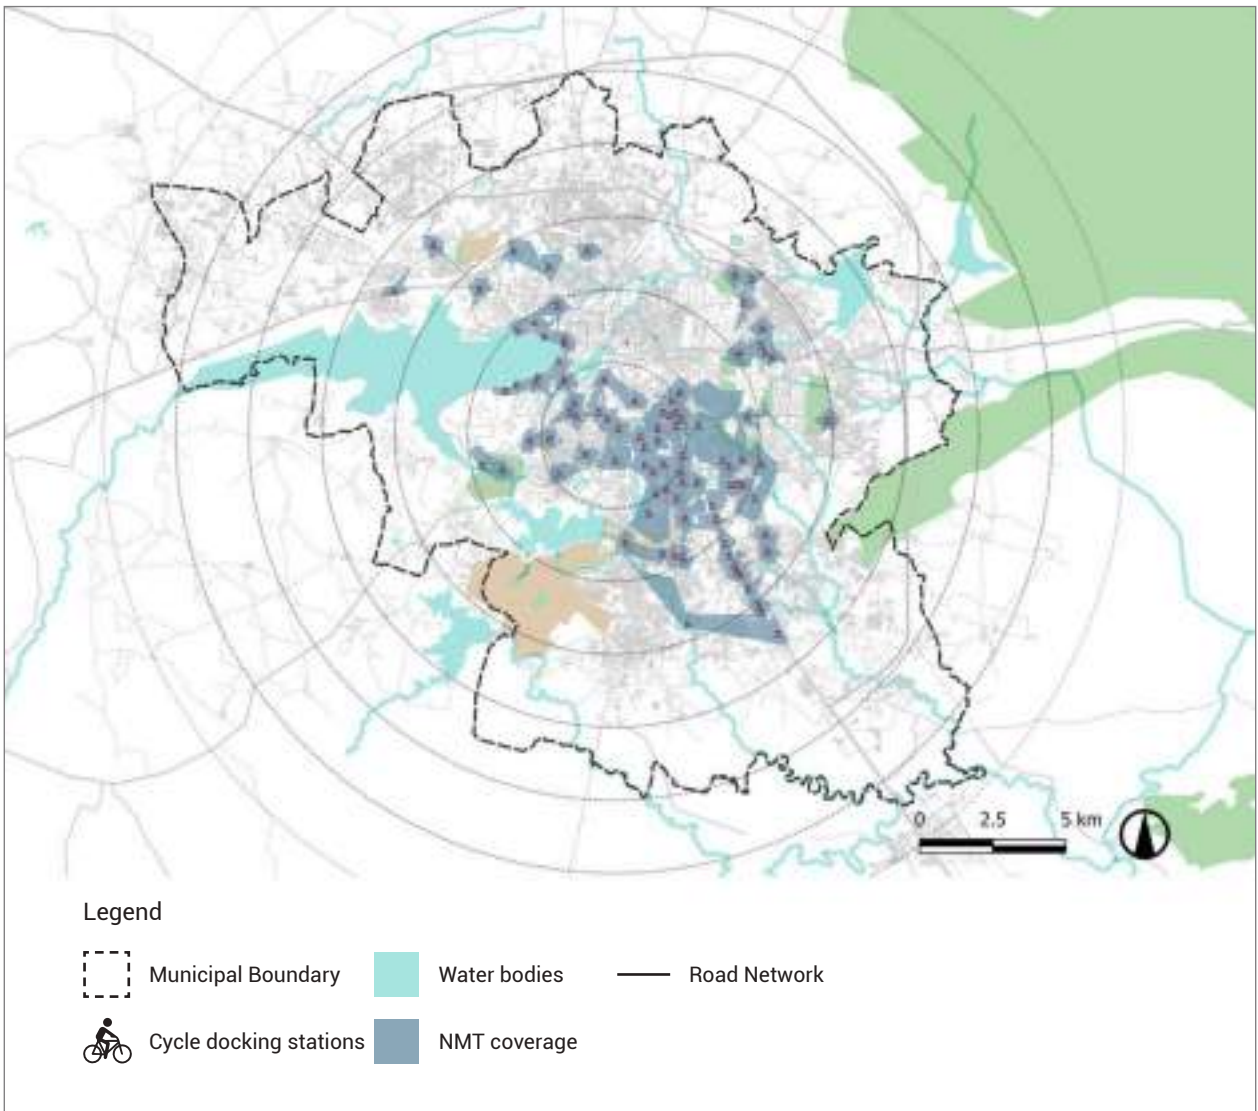 0 2.5 5 km
Legend
Municipal Boundary Water bodies Road Network
Cycle docking stations NMT coverage